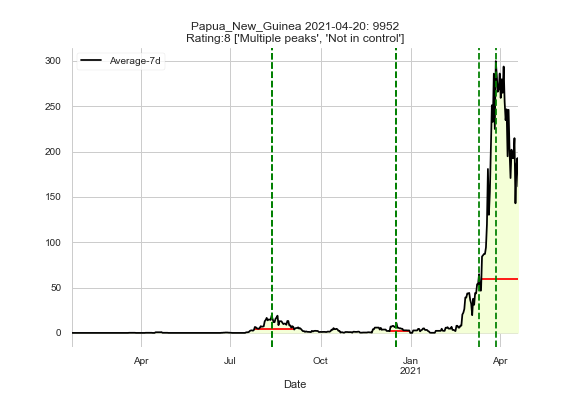 Papua_New_Guinea 2021-04-20: 9952
Rating:8 ['Multiple peaks', 'Not in control']
Average-7d
300
250
200
150
100
50
0
Apr
Jul
Oct
Jan
2021
Apr
Date